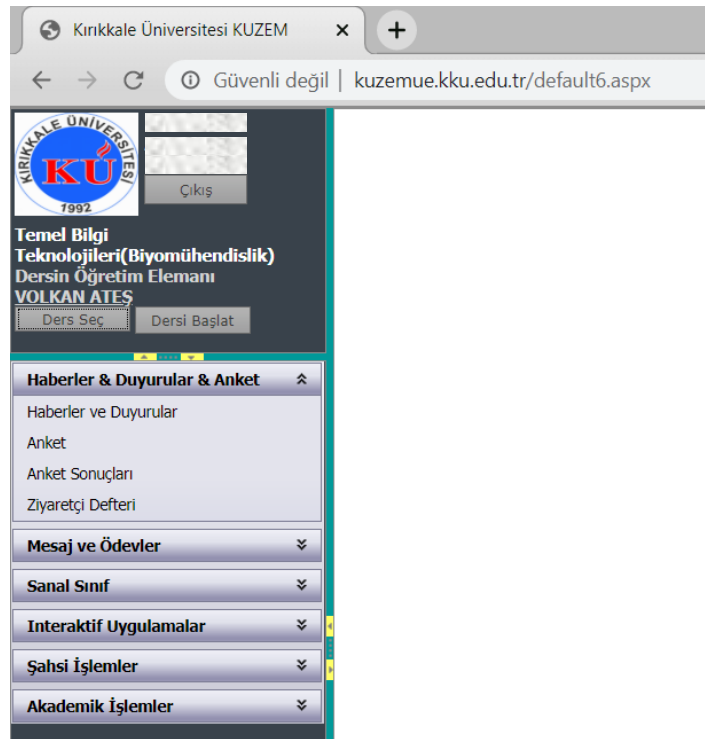 Kırıkkale Üniversitesi KUZEM
Güvenli değil | kuzemue.kku.edu.tr/default6.aspx
KIRIKKALE ÜNİVERSİTESİ
KÜ
1992
Çıkış
Temel Bilgi
Teknolojileri(Biyomühendislik)
Dersin Öğretim Elemanı
VOLKAN ATEŞ
Ders Seç
Dersi Başlat
Haberler & Duyurular & Anket
Haberler ve Duyurular
Anket
Anket Sonuçları
Ziyaretçi Defteri
Mesaj ve Ödevler
Sanal Sınıf
Interaktif Uygulamalar
Şahsi İşlemler
Akademik İşlemler